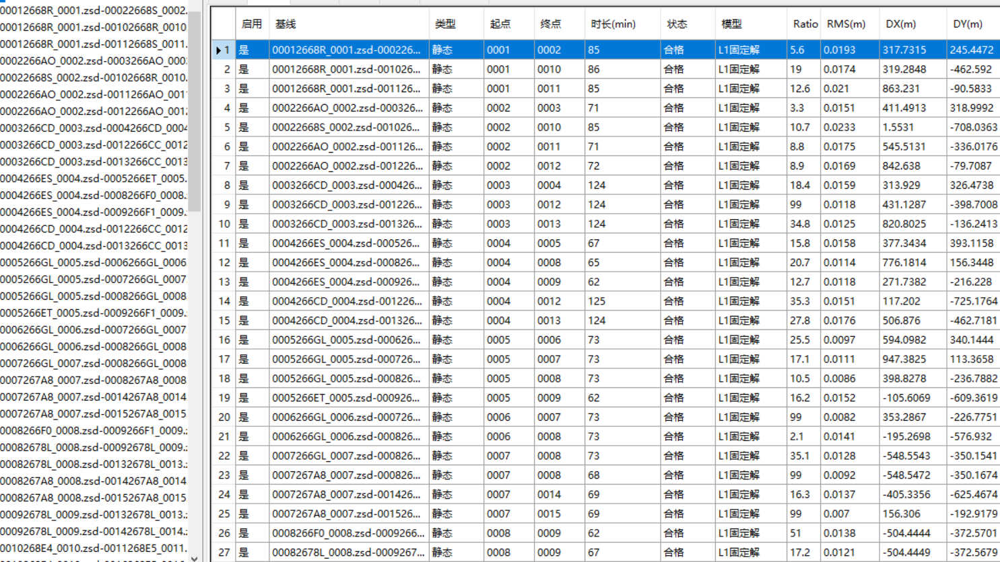 00012668R_0001.zsd-00022668S_0002.
00012668R_0001.zsd-00102668R_0010
00012668R_0001.zsd-00112668S_0011.
0002266AO_0002.zsd-0003266AO_000
00022668S_0002.zsd-00102668R_0010.
0002266AO_0002.zsd-0011266AO_001
0002266AO_0002.zsd-0012266AO_001
0003266CD_0003.zsd-0004266CD_0004
0003266CD_0003.zsd-0012266CC_0012
0003266CD_0003.zsd-0013266CC_0013
0004266ES_0004.zsd-0005266ET_0005.
0004266ES_0004.zsd-0008266F0_0008.
0004266ES_0004.zsd-0009266F1_0009.
0004266CD_0004.zsd-0012266CC_0012
0004266CD_0004.zsd-0013266CC_0013
0005266GL_0005.zsd-0006266GL_0006
0005266GL_0005.zsd-0007266GL_0007
0005266GL_0005.zsd-0008266GL_0008
0005266ET_0005.zsd-0009266F1_0009.
0006266GL_0006.zsd-0007266GL_0007
0006266GL_0006.zsd-0008266GL_0008
0007266GL_0007.zsd-0008266GL_0008
0007267A8_0007.zsd-0008267A8_0008
0007267A8_0007.zsd-0014267A8_0014
0007267A8_0007.zsd-0015267A8_0015
0008266F0_0008.zsd-0009266F1_0009.
00082678L_0008.zsd-00092678L_0009.
00082678L_0008.zsd-00132678L_0013.
0008267A8_0008.zsd-0014267A8_0014
0008267A8_0008.zsd-0015267A8_0015
00092678L_0009.zsd-00132678L_0013.
00092678L_0009.zsd-00142678L_0014.
0010268E4_0010.zsd-0011268E5_0011.
启用 基线 类型 起点 终点 时长(min) 状态 模型 Ratio RMS(m) DX(m) DY(m)
1 是 00012668R_0001.zsd-000226... 静态 0001 0002 85 合格 L1固定解 5.6 0.0193 317.7315 245.4472
2 是 00012668R_0001.zsd-001026... 静态 0001 0010 86 合格 L1固定解 19 0.0174 319.2848 -462.592
3 是 00012668R_0001.zsd-001126... 静态 0001 0011 85 合格 L1固定解 12.6 0.021 863.231 -90.5833
4 是 0002266AO_0002.zsd-000326... 静态 0002 0003 71 合格 L1固定解 3.3 0.0151 411.4913 318.9992
5 是 00022668S_0002.zsd-001026... 静态 0002 0010 85 合格 L1固定解 10.7 0.0233 1.5531 -708.0363
6 是 0002266AO_0002.zsd-001126... 静态 0002 0011 71 合格 L1固定解 8.8 0.0175 545.5131 -336.0176
7 是 0002266AO_0002.zsd-001226... 静态 0002 0012 72 合格 L1固定解 8.9 0.0169 842.638 -79.7087
8 是 0003266CD_0003.zsd-000426... 静态 0003 0004 124 合格 L1固定解 18.4 0.0159 313.929 326.4738
9 是 0003266CD_0003.zsd-001226... 静态 0003 0012 124 合格 L1固定解 99 0.0118 431.1287 -398.7008
10 是 0003266CD_0003.zsd-001326... 静态 0003 0013 124 合格 L1固定解 34.8 0.0125 820.8025 -136.2413
11 是 0004266ES_0004.zsd-000526... 静态 0004 0005 67 合格 L1固定解 15.8 0.0158 377.3434 393.1158
12 是 0004266ES_0004.zsd-000826... 静态 0004 0008 65 合格 L1固定解 20.7 0.0114 776.1814 156.3448
13 是 0004266ES_0004.zsd-000926... 静态 0004 0009 62 合格 L1固定解 12.7 0.0118 271.7382 -216.228
14 是 0004266CD_0004.zsd-001226... 静态 0004 0012 125 合格 L1固定解 35.3 0.0151 117.202 -725.1764
15 是 0004266CD_0004.zsd-001326... 静态 0004 0013 124 合格 L1固定解 27.8 0.0176 506.876 -462.7181
16 是 0005266GL_0005.zsd-000626... 静态 0005 0006 73 合格 L1固定解 25.5 0.0097 594.0982 340.1444
17 是 0005266GL_0005.zsd-000726... 静态 0005 0007 73 合格 L1固定解 17.1 0.0111 947.3825 113.3658
18 是 0005266GL_0005.zsd-000826... 静态 0005 0008 73 合格 L1固定解 10.5 0.0086 398.8278 -236.7882
19 是 0005266ET_0005.zsd-000926... 静态 0005 0009 62 合格 L1固定解 16.2 0.0152 -105.6069 -609.3619
20 是 0006266GL_0006.zsd-000726... 静态 0006 0007 73 合格 L1固定解 99 0.0082 353.2867 -226.7751
21 是 0006266GL_0006.zsd-000826... 静态 0006 0008 73 合格 L1固定解 2.1 0.0141 -195.2698 -576.932
22 是 0007266GL_0007.zsd-000826... 静态 0007 0008 73 合格 L1固定解 35.1 0.0128 -548.5543 -350.1541
23 是 0007267A8_0007.zsd-000826... 静态 0007 0008 68 合格 L1固定解 99 0.0092 -548.5472 -350.1674
24 是 0007267A8_0007.zsd-001426... 静态 0007 0014 69 合格 L1固定解 16.3 0.0137 -405.3356 -625.4674
25 是 0007267A8_0007.zsd-001526... 静态 0007 0015 69 合格 L1固定解 99 0.007 156.306 -192.9179
26 是 0008266F0_0008.zsd-0009266... 静态 0008 0009 62 合格 L1固定解 51 0.0138 -504.4444 -372.5701
27 是 00082678L_0008.zsd-0009267... 静态 0008 0009 67 合格 L1固定解 17.2 0.0121 -504.4449 -372.5679